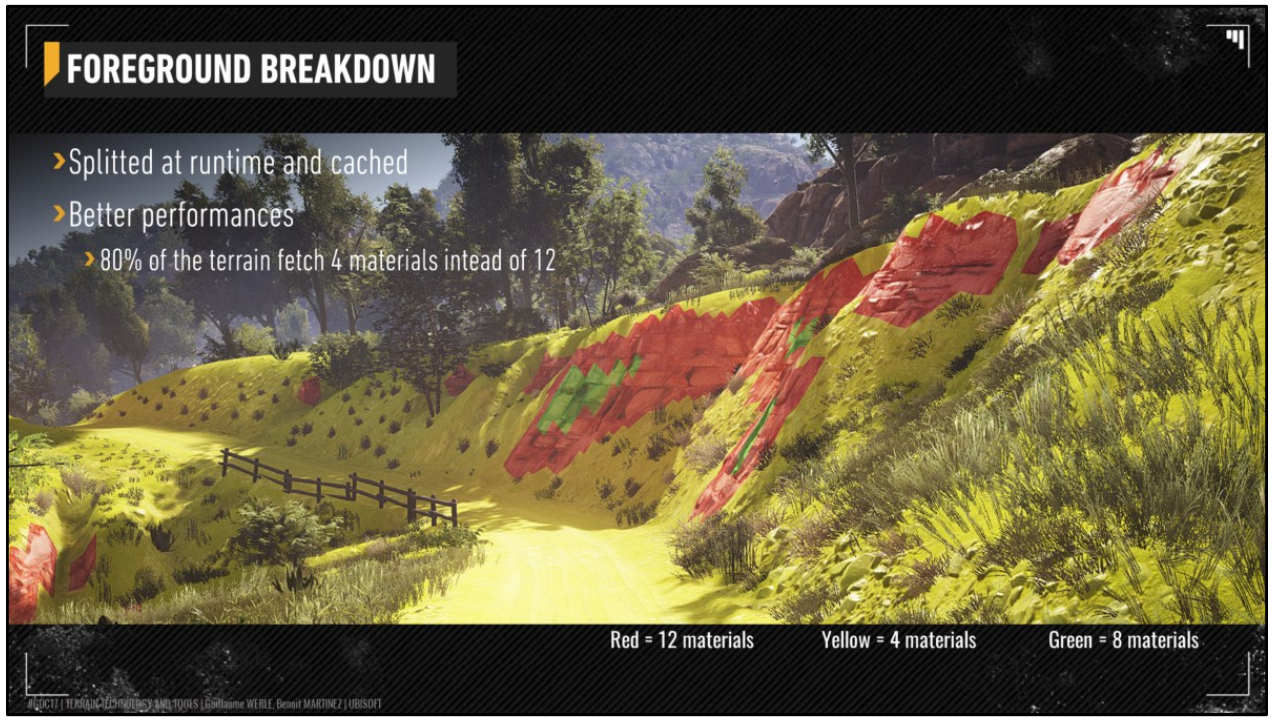 FOREGROUND BREAKDOWN
Splitted at runtime and cached
Better performances
80% of the terrain fetch 4 materials intead of 12
Red = 12 materials Yellow = 4 materials Green = 8 materials
#GDC17 | TERRAIN TECHNOLOGY AND TOOLS | Guillaume WERLE, Benoit MARTINEZ | UBISOFT